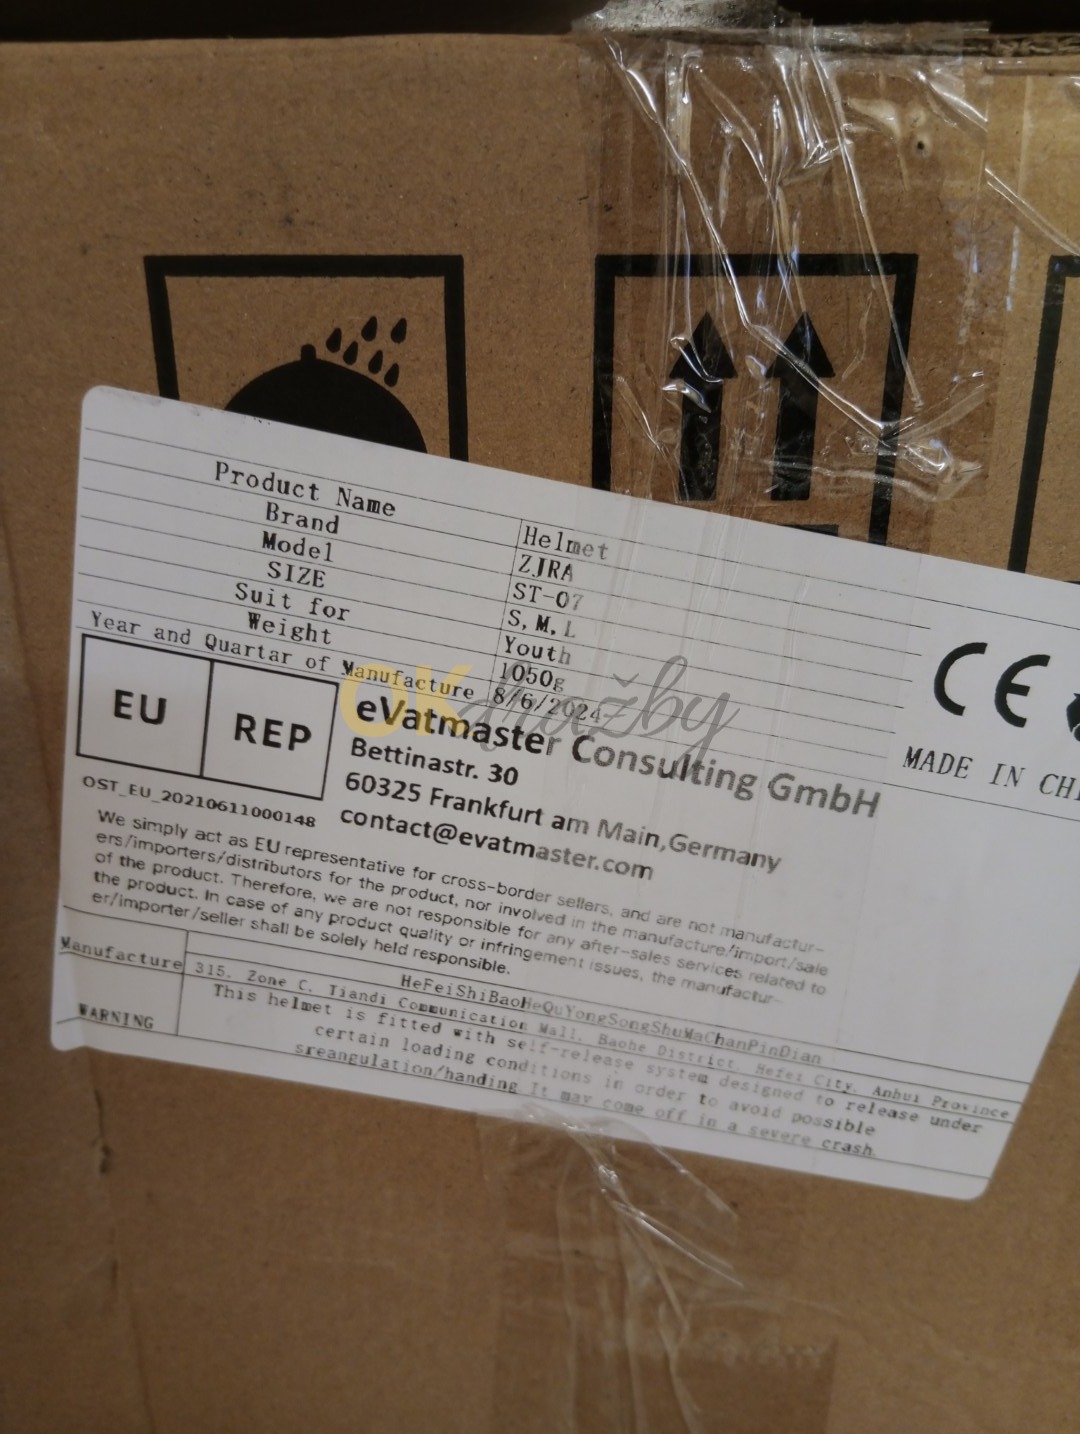 Product Name Helmet
Brand ZJRA
Model ST-07
SIZE S, M, L
Suit for Youth
Weight 1050g
Year and Quartar of Manufacture 8/6/2024
CE
MADE IN CHI
EU REP
OST_EU_20210611000148
eVatmaster Consulting GmbH
Bettinastr. 30
60325 Frankfurt am Main,Germany
contact@evatmaster.com
OKdražby
We simply act as EU representative for cross-border sellers, and are not manufactur-
ers/importers/distributors for the product, nor involved in the manufacture/import/sale
of the product. Therefore, we are not responsible for any after-sales services related to
the product. In case of any product quality or infringement issues, the manufactur-
er/importer/seller shall be solely held responsible.
Manufacture HeFeiShiBaoHeQuYongSongShuMaChanPinDian
315, Zone C, Tiandi Communication Mall, Baohe District, Hefei City, Anhui Province
WARNING This helmet is fitted with self-release system designed to release under
certain loading conditions in order to avoid possible
sreangulation/handing It may come off in a severe crash